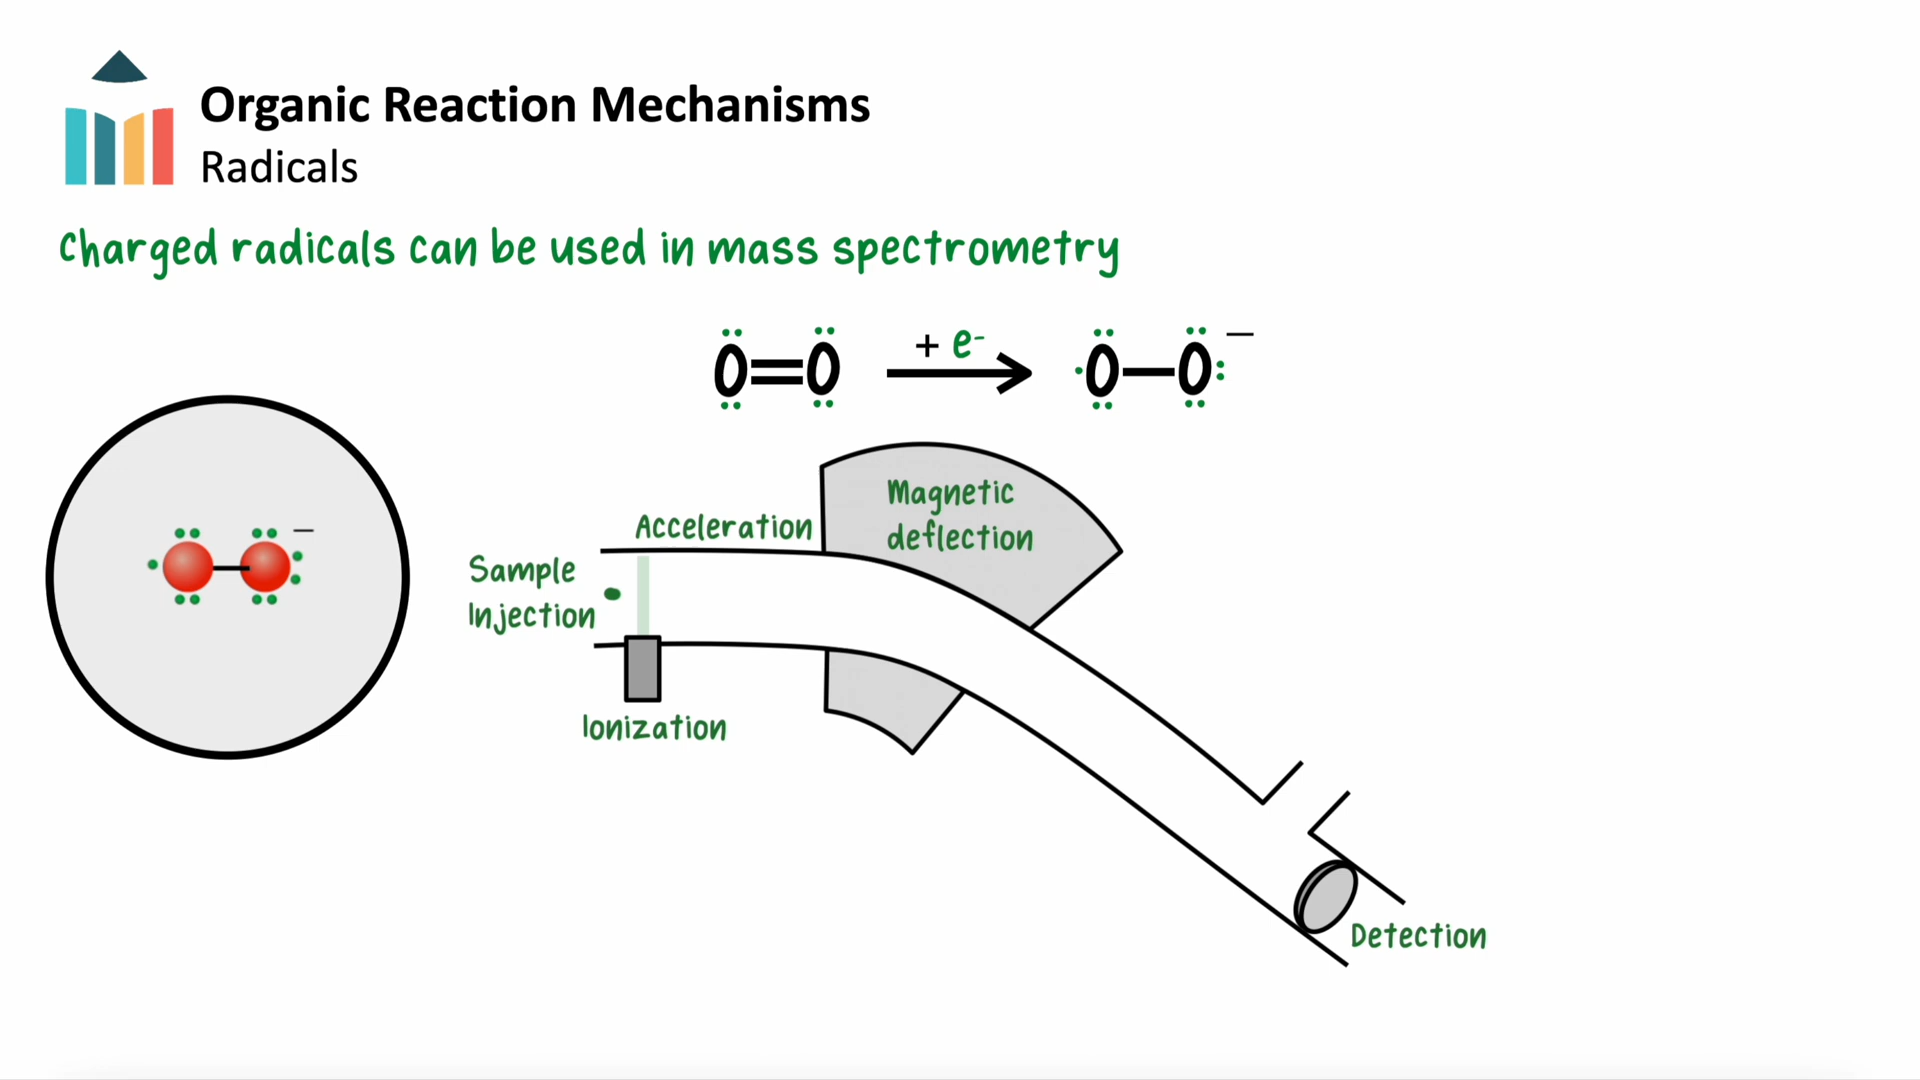 Organic Reaction Mechanisms
Radicals
Charged radicals can be used in mass spectrometry
O=O + e⁻ → O–O⁻
Magnetic
deflection
Acceleration
Sample
Injection
Ionization
Detection